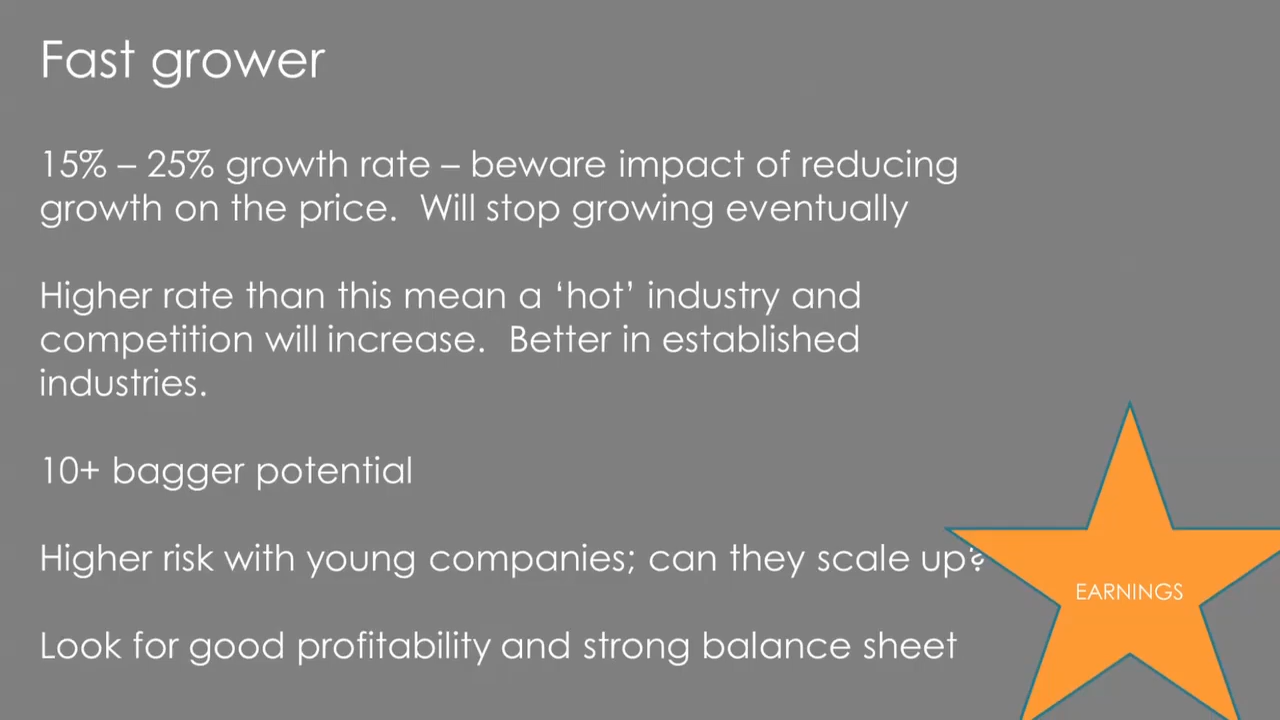 Fast grower
15% – 25% growth rate – beware impact of reducing
growth on the price.  Will stop growing eventually
Higher rate than this mean a ‘hot’ industry and
competition will increase.  Better in established
industries.
10+ bagger potential
Higher risk with young companies; can they scale up?
EARNINGS
Look for good profitability and strong balance sheet